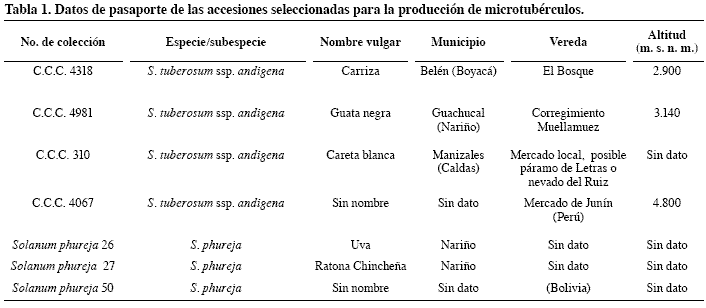 Tabla 1. Datos de pasaporte de las accesiones seleccionadas para la producción de microtubérculos.
No. de colección Especie/subespecie Nombre vulgar Municipio Vereda Altitud (m. s. n. m.)
C.C.C. 4318 S. tuberosum ssp. andigena Carriza Belén (Boyacá) El Bosque 2.900
C.C.C. 4981 S. tuberosum ssp. andigena Guata negra Guachucal (Nariño) Corregimiento Muellamuez 3.140
C.C.C. 310 S. tuberosum ssp. andigena Careta blanca Manizales (Caldas) Mercado local, posible páramo de Letras o nevado del Ruiz Sin dato
C.C.C. 4067 S. tuberosum ssp. andigena Sin nombre Sin dato Mercado de Junín (Perú) 4.800
Solanum phureja 26 S. phureja Uva Nariño Sin dato Sin dato
Solanum phureja 27 S. phureja Ratona Chincheña Nariño Sin dato Sin dato
Solanum phureja 50 S. phureja Sin nombre Sin dato (Bolivia) Sin dato